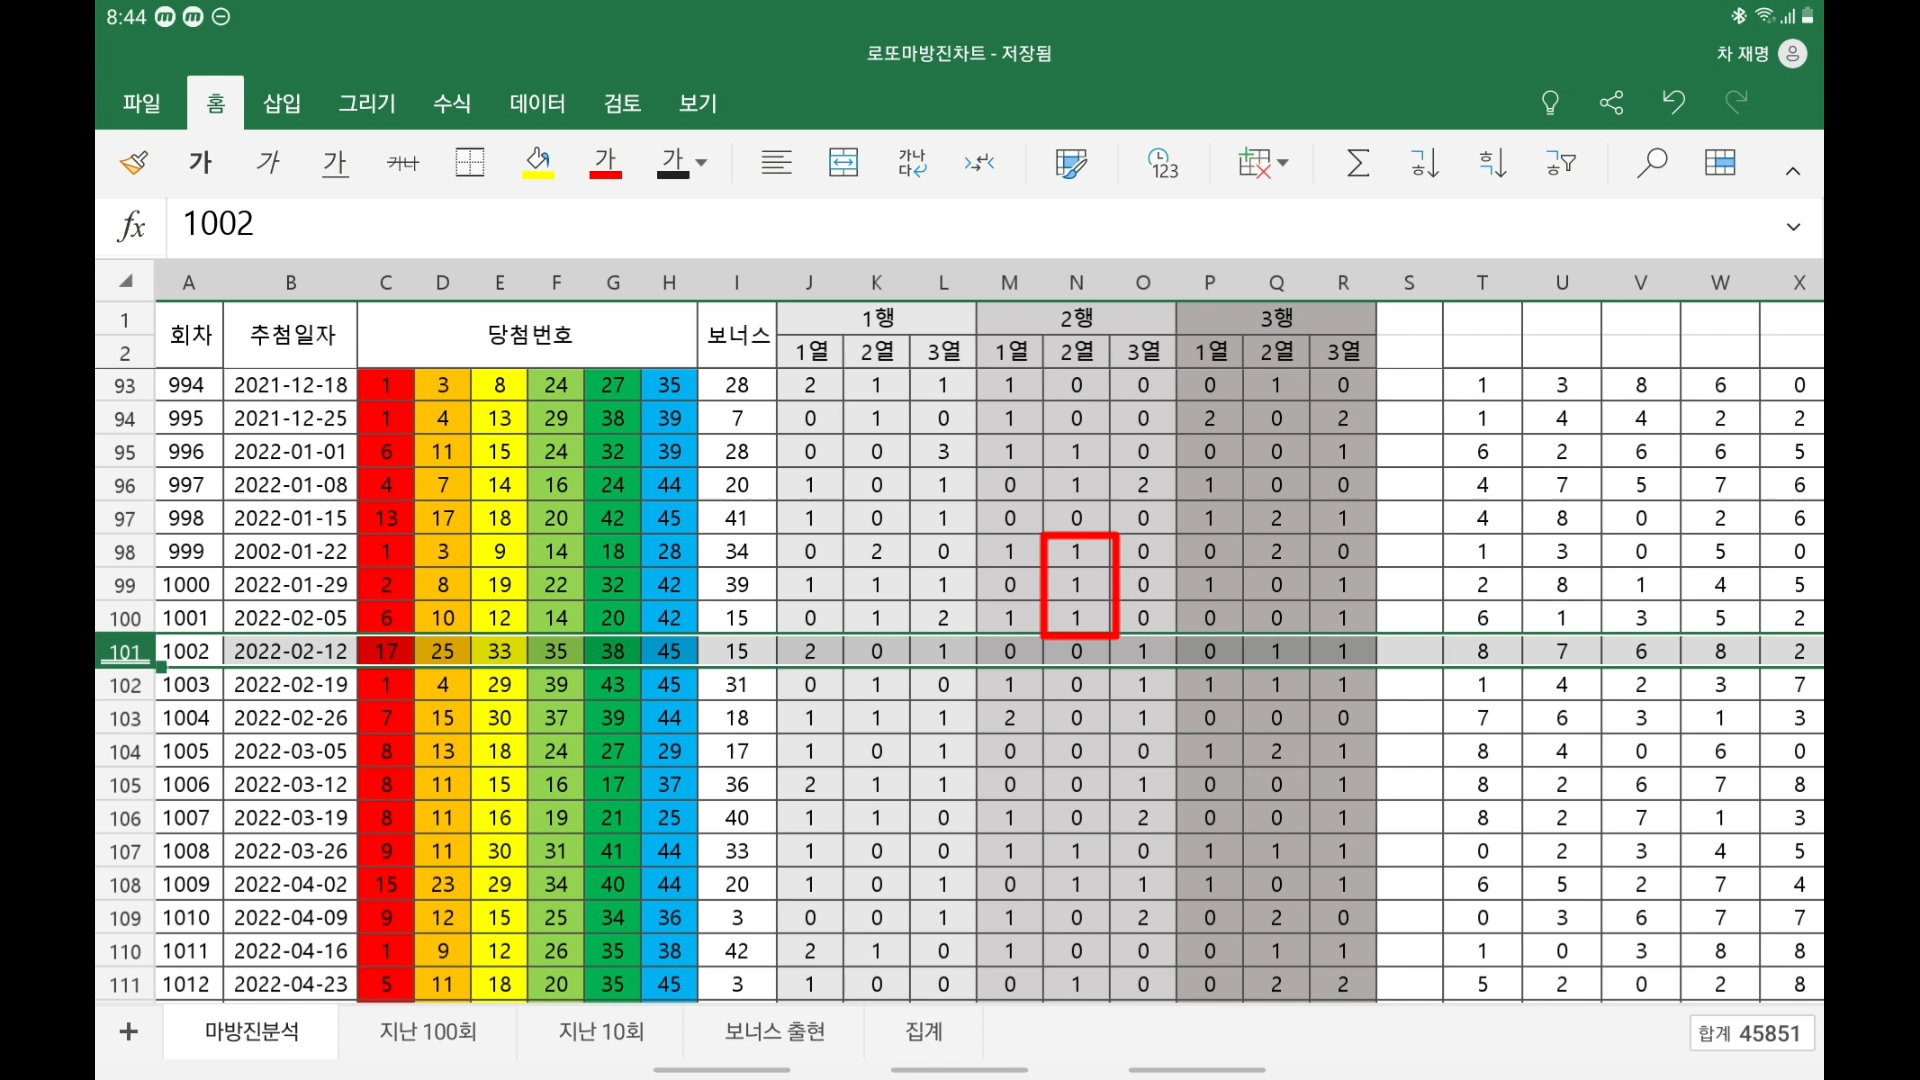 8:44
로또마방진차트 - 저장됨
차 재명
파일 홈 삽입 그리기 수식 데이터 검토 보기
가 가 가 가나 가 가 가나다 123
fx 1002
A B C D E F G H I J K L M N O P Q R S T U V W X
1 회차 추첨일자 당첨번호 보너스 1행 2행 3행
2 1열 2열 3열 1열 2열 3열 1열 2열 3열
93 994 2021-12-18 1 3 8 24 27 35 28 2 1 1 1 0 0 0 1 0 1 3 8 6 0
94 995 2021-12-25 1 4 13 29 38 39 7 0 1 0 1 0 0 2 0 2 1 4 4 2 2
95 996 2022-01-01 6 11 15 24 32 39 28 0 0 3 1 1 0 0 0 1 6 2 6 6 5
96 997 2022-01-08 4 7 14 16 24 44 20 1 0 1 0 1 2 1 0 0 4 7 5 7 6
97 998 2022-01-15 13 17 18 20 42 45 41 1 0 1 0 0 0 1 2 1 4 8 0 2 6
98 999 2002-01-22 1 3 9 14 18 28 34 0 2 0 1 1 0 0 2 0 1 3 0 5 0
99 1000 2022-01-29 2 8 19 22 32 42 39 1 1 1 0 1 0 1 0 1 2 8 1 4 5
100 1001 2022-02-05 6 10 12 14 20 42 15 0 1 2 1 1 0 0 0 1 6 1 3 5 2
101 1002 2022-02-12 17 25 33 35 38 45 15 2 0 1 0 0 1 0 1 1 8 7 6 8 2
102 1003 2022-02-19 1 4 29 39 43 45 31 0 1 0 1 0 1 1 1 1 1 4 2 3 7
103 1004 2022-02-26 7 15 30 37 39 44 18 1 1 1 2 0 1 0 0 0 7 6 3 1 3
104 1005 2022-03-05 8 13 18 24 27 29 17 1 0 1 0 0 0 1 2 1 8 4 0 6 0
105 1006 2022-03-12 8 11 15 16 17 37 36 2 1 1 0 0 1 0 0 1 8 2 6 7 8
106 1007 2022-03-19 8 11 16 19 21 25 40 1 1 0 1 0 2 0 0 1 8 2 7 1 3
107 1008 2022-03-26 9 11 30 31 41 44 33 1 0 0 1 1 0 1 1 1 0 2 3 4 5
108 1009 2022-04-02 15 23 29 34 40 44 20 1 0 1 0 1 1 1 0 1 6 5 2 7 4
109 1010 2022-04-09 9 12 15 25 34 36 3 0 0 1 1 0 2 0 2 0 0 3 6 7 7
110 1011 2022-04-16 1 9 12 26 35 38 42 2 1 0 1 0 0 0 1 1 1 0 3 8 8
111 1012 2022-04-23 5 11 18 20 35 45 3 1 0 0 0 1 0 0 2 2 5 2 0 2 8
+ 마방진분석 지난 100회 지난 10회 보너스 출현 집계 합계 45851